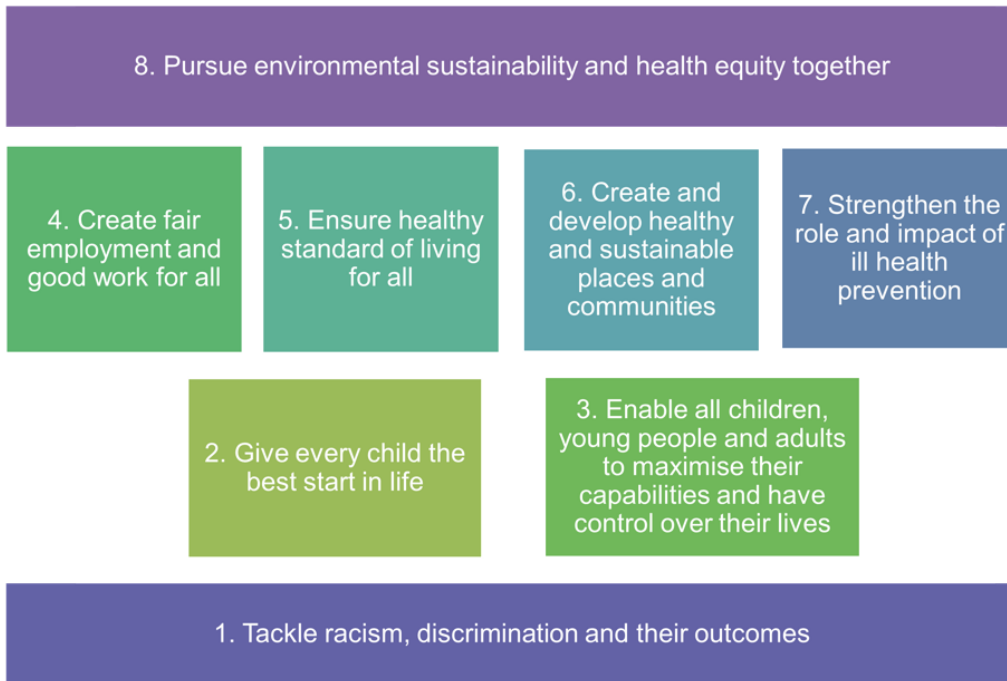 8. Pursue environmental sustainability and health equity together
4. Create fair
employment and
good work for all
5. Ensure healthy
standard of living
for all
6. Create and
develop healthy
and sustainable
places and
communities
7. Strengthen the
role and impact of
ill health
prevention
2. Give every child the
best start in life
3. Enable all children,
young people and adults
to maximise their
capabilities and have
control over their lives
1. Tackle racism, discrimination and their outcomes